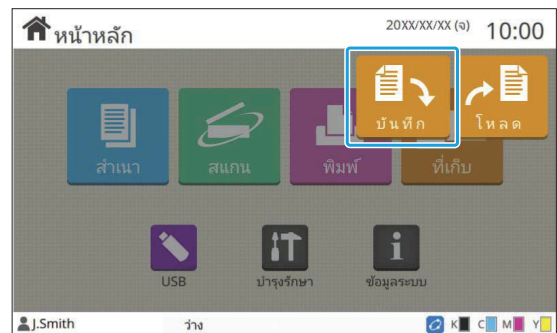 หน้าหลัก
20XX/XX/XX (จ)
10:00
บันทึก
โหลด
สำเนา
สแกน
พิมพ์
ที่เก็บ
USB
บำรุงรักษา
ข้อมูลระบบ
J.Smith
ว่าง
K C M Y